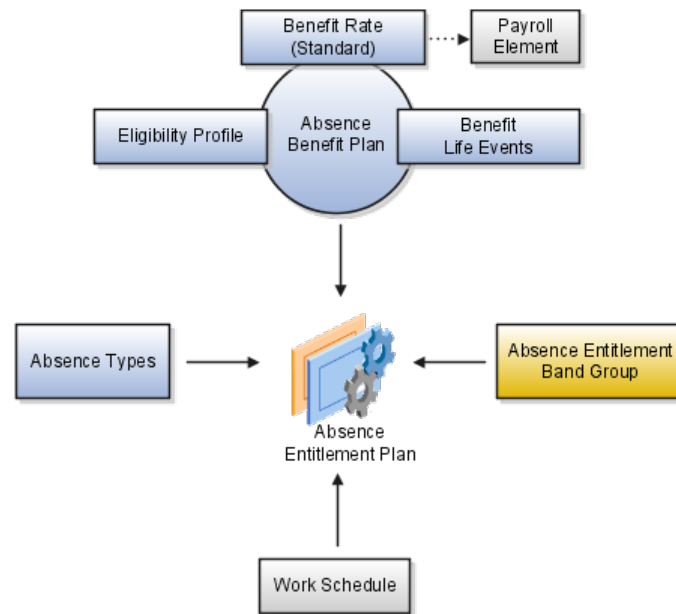 Benefit Rate
(Standard)
Payroll
Element
Eligibility Profile
Absence
Benefit Plan
Benefit
Life Events
Absence Types
Absence Entitlement
Band Group
Absence
Entitlement Plan
Work Schedule